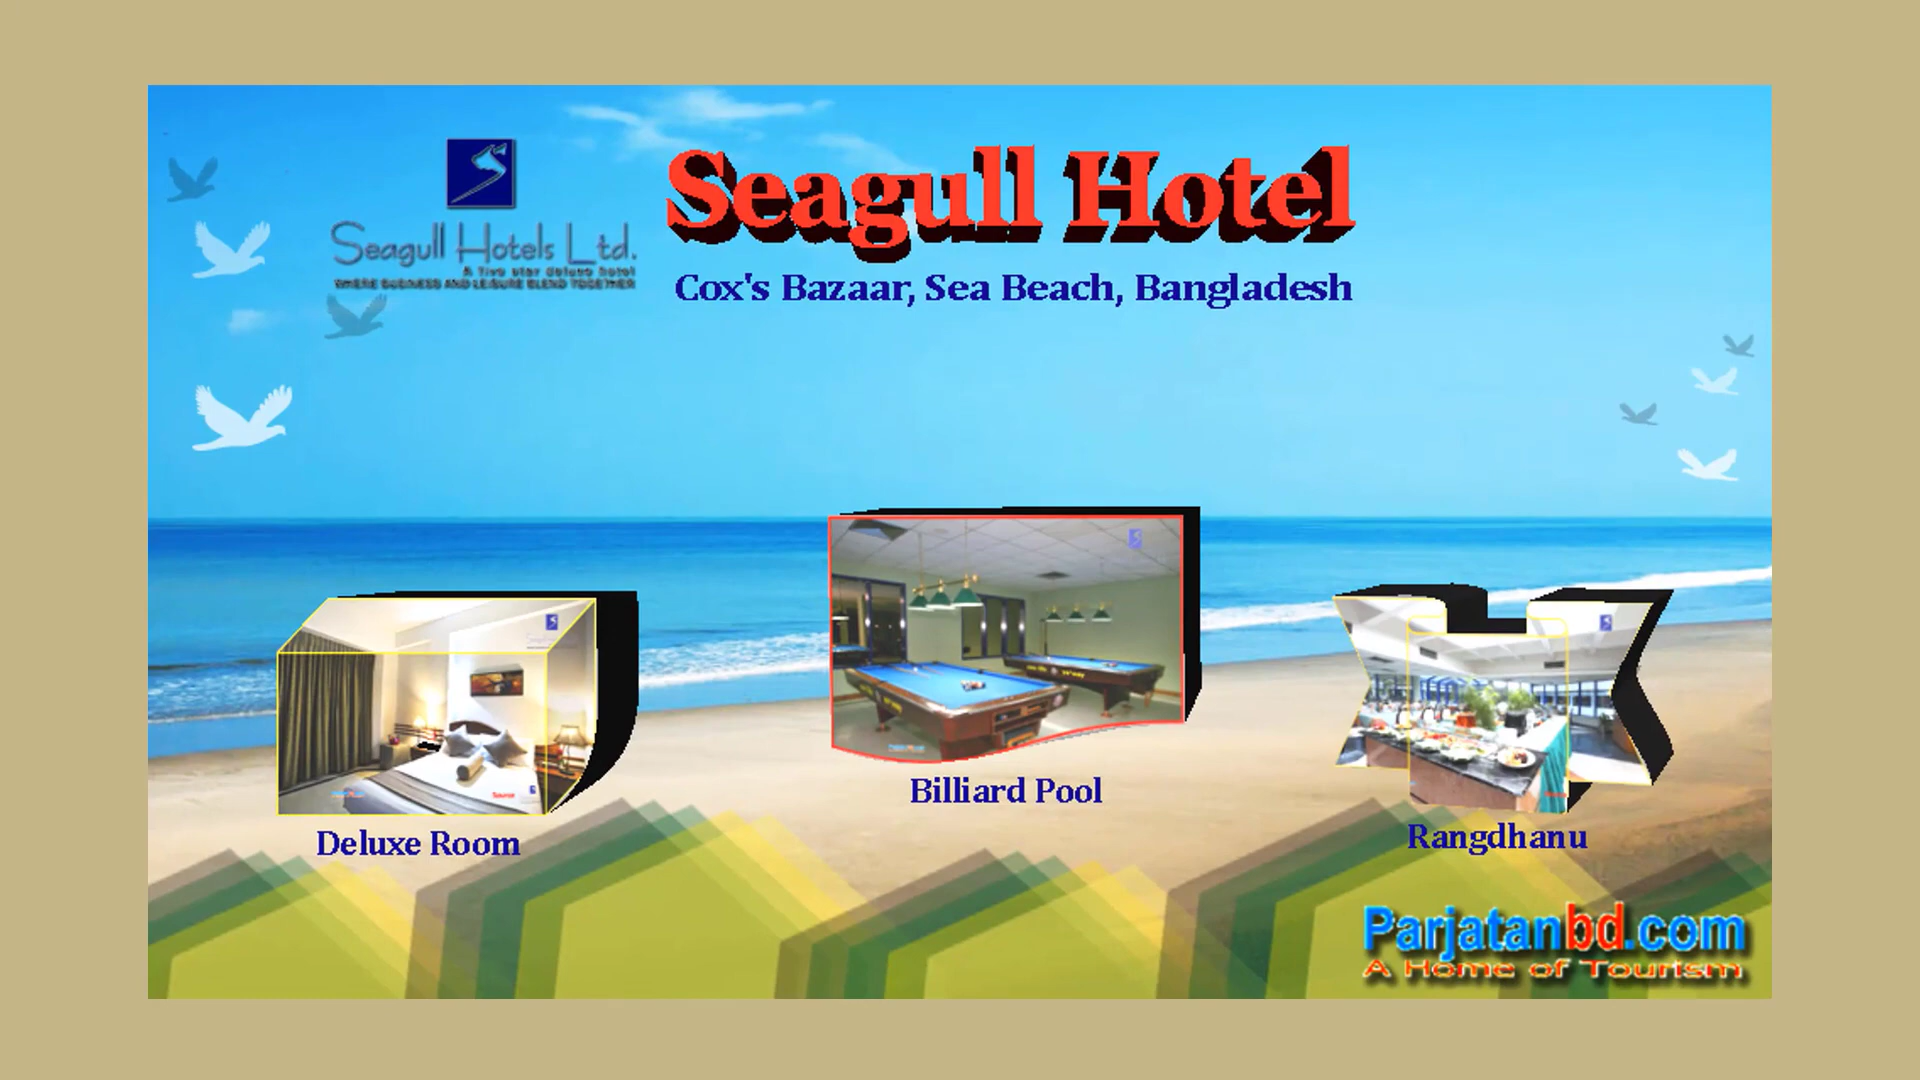 Seagull Hotels Ltd.
A five star deluxe hotel
WHERE BUSINESS AND LEISURE BLEND TOGETHER
Seagull Hotel
Cox's Bazaar, Sea Beach, Bangladesh
Billiard Pool
Deluxe Room
Rangdhanu
Parjatanbd.com
A Home of Tourism